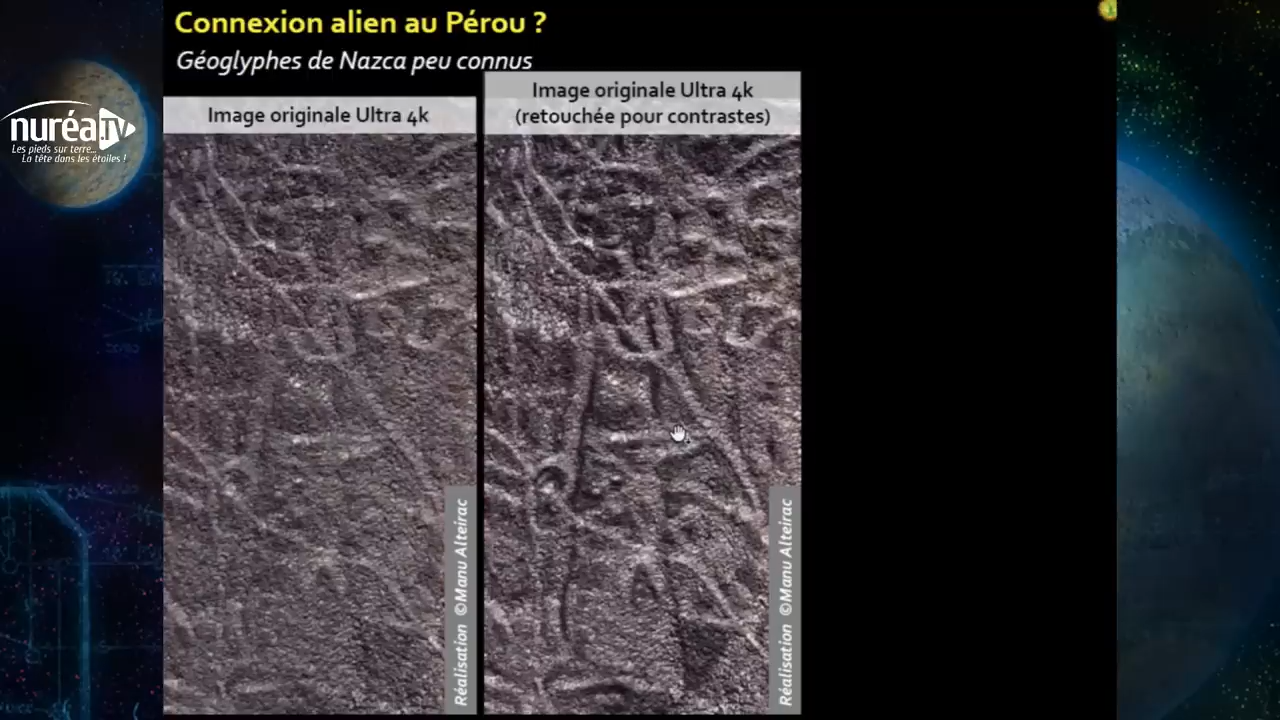 Connexion alien au Pérou ?
Géoglyphes de Nazca peu connus
Image originale Ultra 4k
Image originale Ultra 4k
(retouchée pour contrastes)
nuréa.TV
Les pieds sur terre...
La tête dans les étoiles !
Réalisation ©Manu Alteirac
Réalisation ©Manu Alteirac